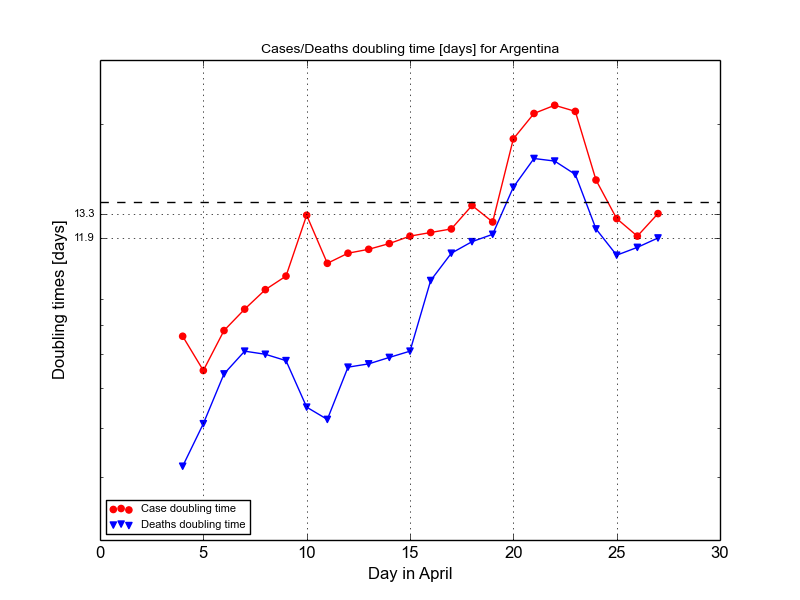 Cases/Deaths doubling time [days] for Argentina
Doubling times [days]
13.3
11.9
Case doubling time
Deaths doubling time
0 5 10 15 20 25 30
Day in April